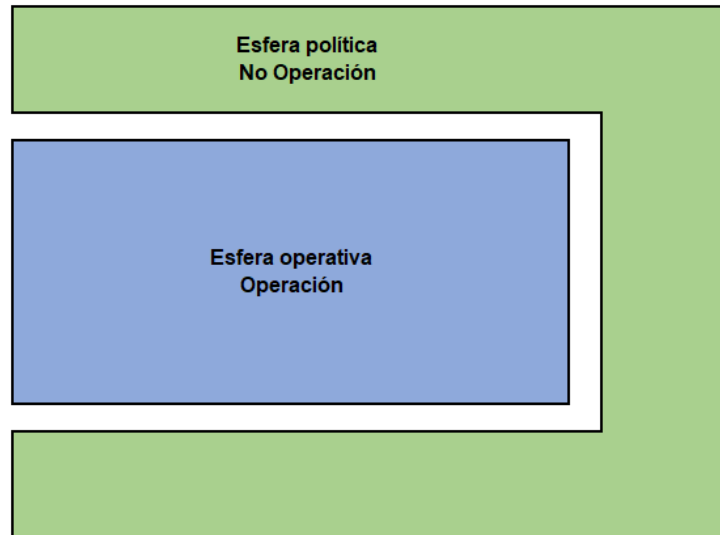 Esfera política
No Operación
Esfera operativa
Operación